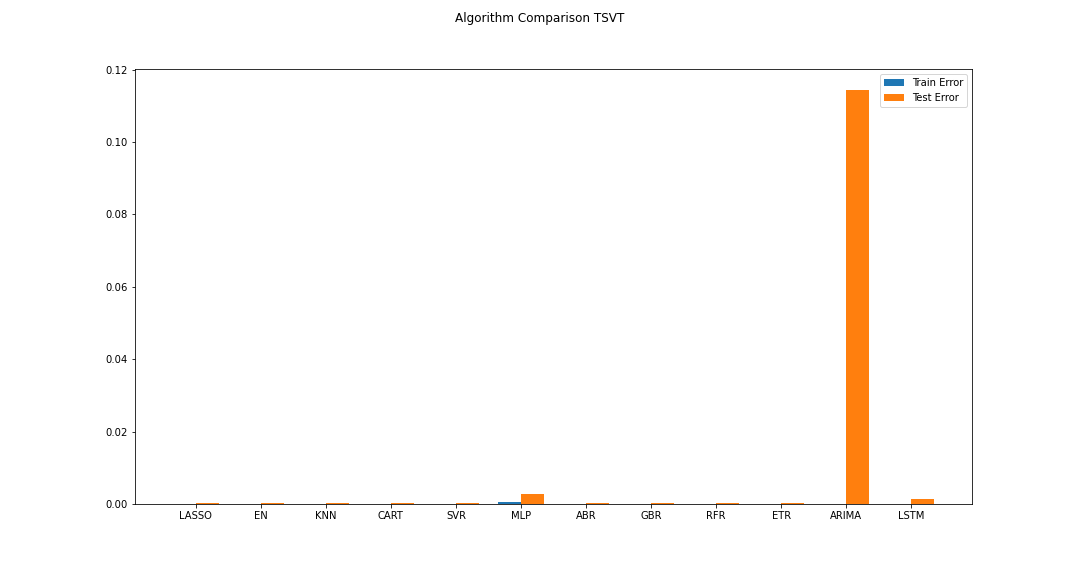 Algorithm Comparison TSVT
Train Error
Test Error
0.12
0.10
0.08
0.06
0.04
0.02
0.00
LASSO EN KNN CART SVR MLP ABR GBR RFR ETR ARIMA LSTM